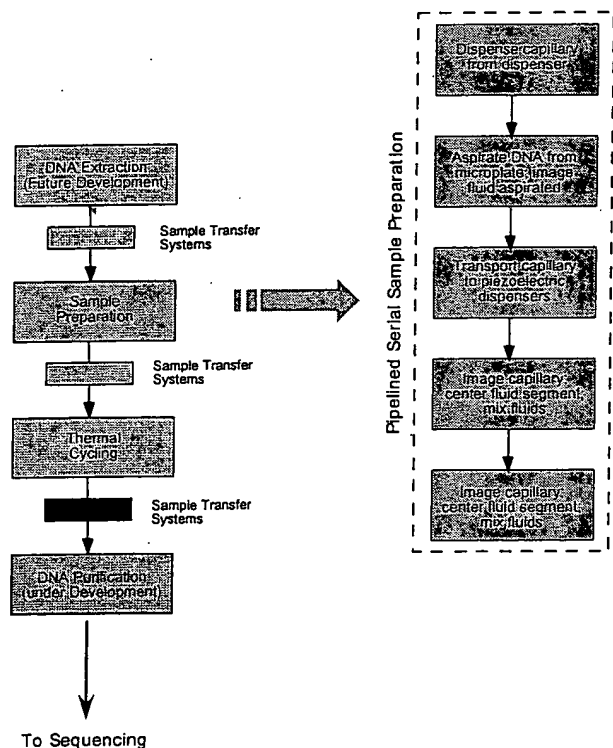 DNA Extraction
(Future Development)
Sample Transfer
Systems
Sample
Preparation
Sample Transfer
Systems
Thermal
Cycling
Sample Transfer
Systems
DNA Purification
(under Development)
To Sequencing
Pipelined Serial Sample Preparation
Dispense capillary
from dispenser
Aspirate DNA from
microplate, image
fluid aspirated
Transport capillary
to piezoelectric
dispensers
Image capillary
center fluid segment,
mix fluids
Image capillary
center fluid segment,
mix fluids